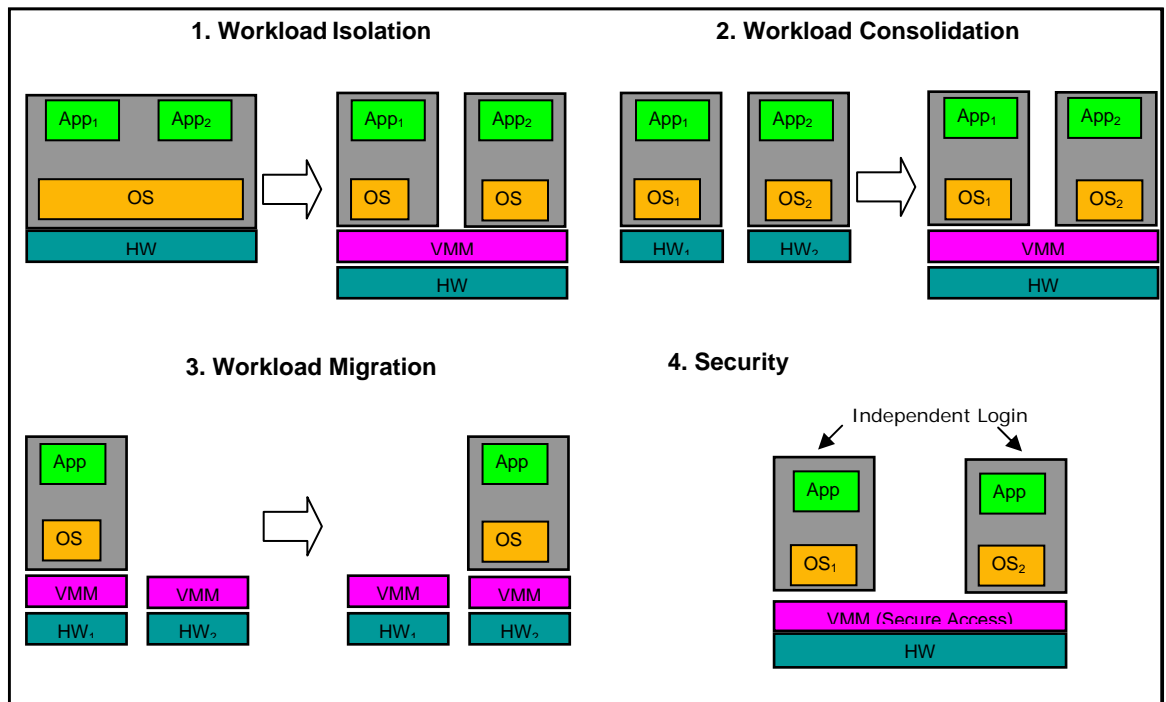 1. Workload Isolation
2. Workload Consolidation
App₁ App₂
OS
HW
App₁ App₂
OS OS
VMM
HW
App₁ App₂
OS₁ OS₂
HW₁ HW₂
App₁ App₂
OS₁ OS₂
VMM
HW
3. Workload Migration
4. Security
App
OS
VMM VMM
HW₁ HW₂
App
OS
VMM VMM
HW₁ HW₂
Independent Login
App App
OS₁ OS₂
VMM (Secure Access)
HW